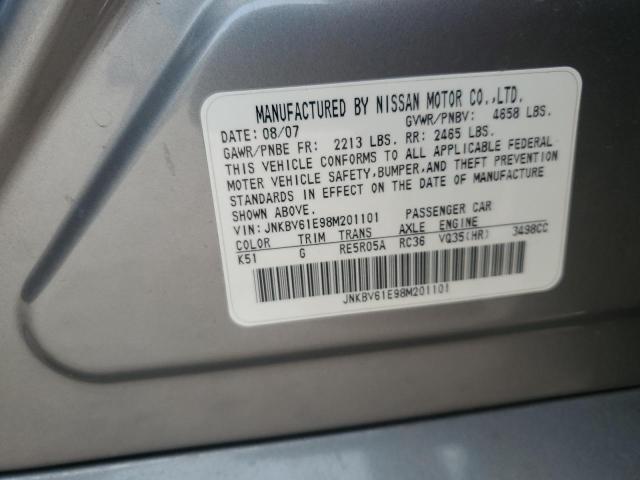 MANUFACTURED BY NISSAN MOTOR CO.,LTD.
DATE: 08/07 GVWR/PNBV: 4658 LBS.
GAWR/PNBE FR: 2213 LBS. RR: 2465 LBS.
THIS VEHICLE CONFORMS TO ALL APPLICABLE FEDERAL
MOTOR VEHICLE SAFETY,BUMPER,AND THEFT PREVENTION
STANDARDS IN EFFECT ON THE DATE OF MANUFACTURE
SHOWN ABOVE.
VIN: JNKBV61E98M201101 PASSENGER CAR
COLOR TRIM TRANS AXLE ENGINE
K51 G RE5R05A RC36 VQ35(HR) 3498CC
JNKBV61E98M201101